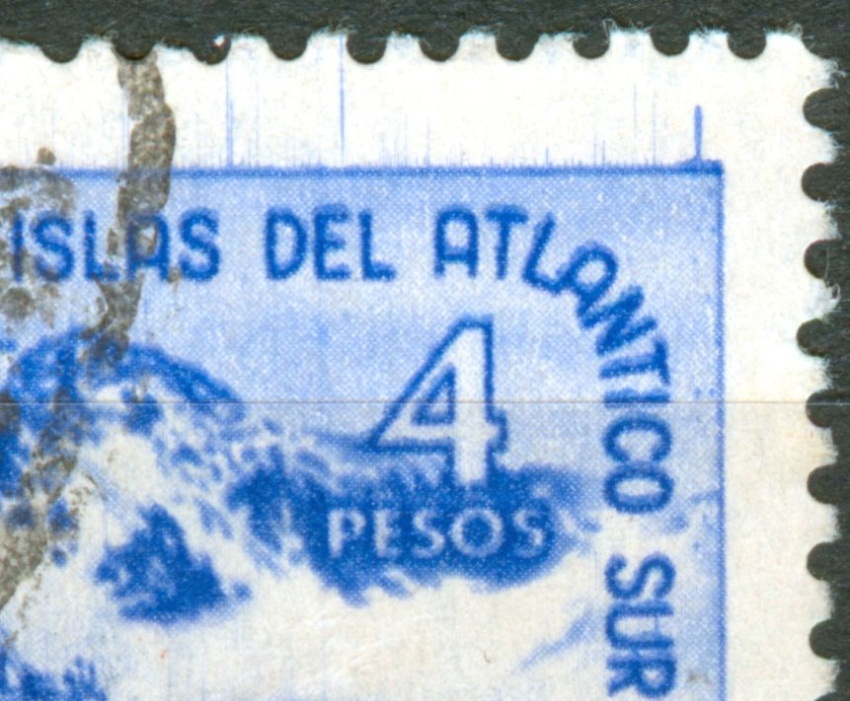 ISLAS DEL ATLANTICO SUR
4
PESOS